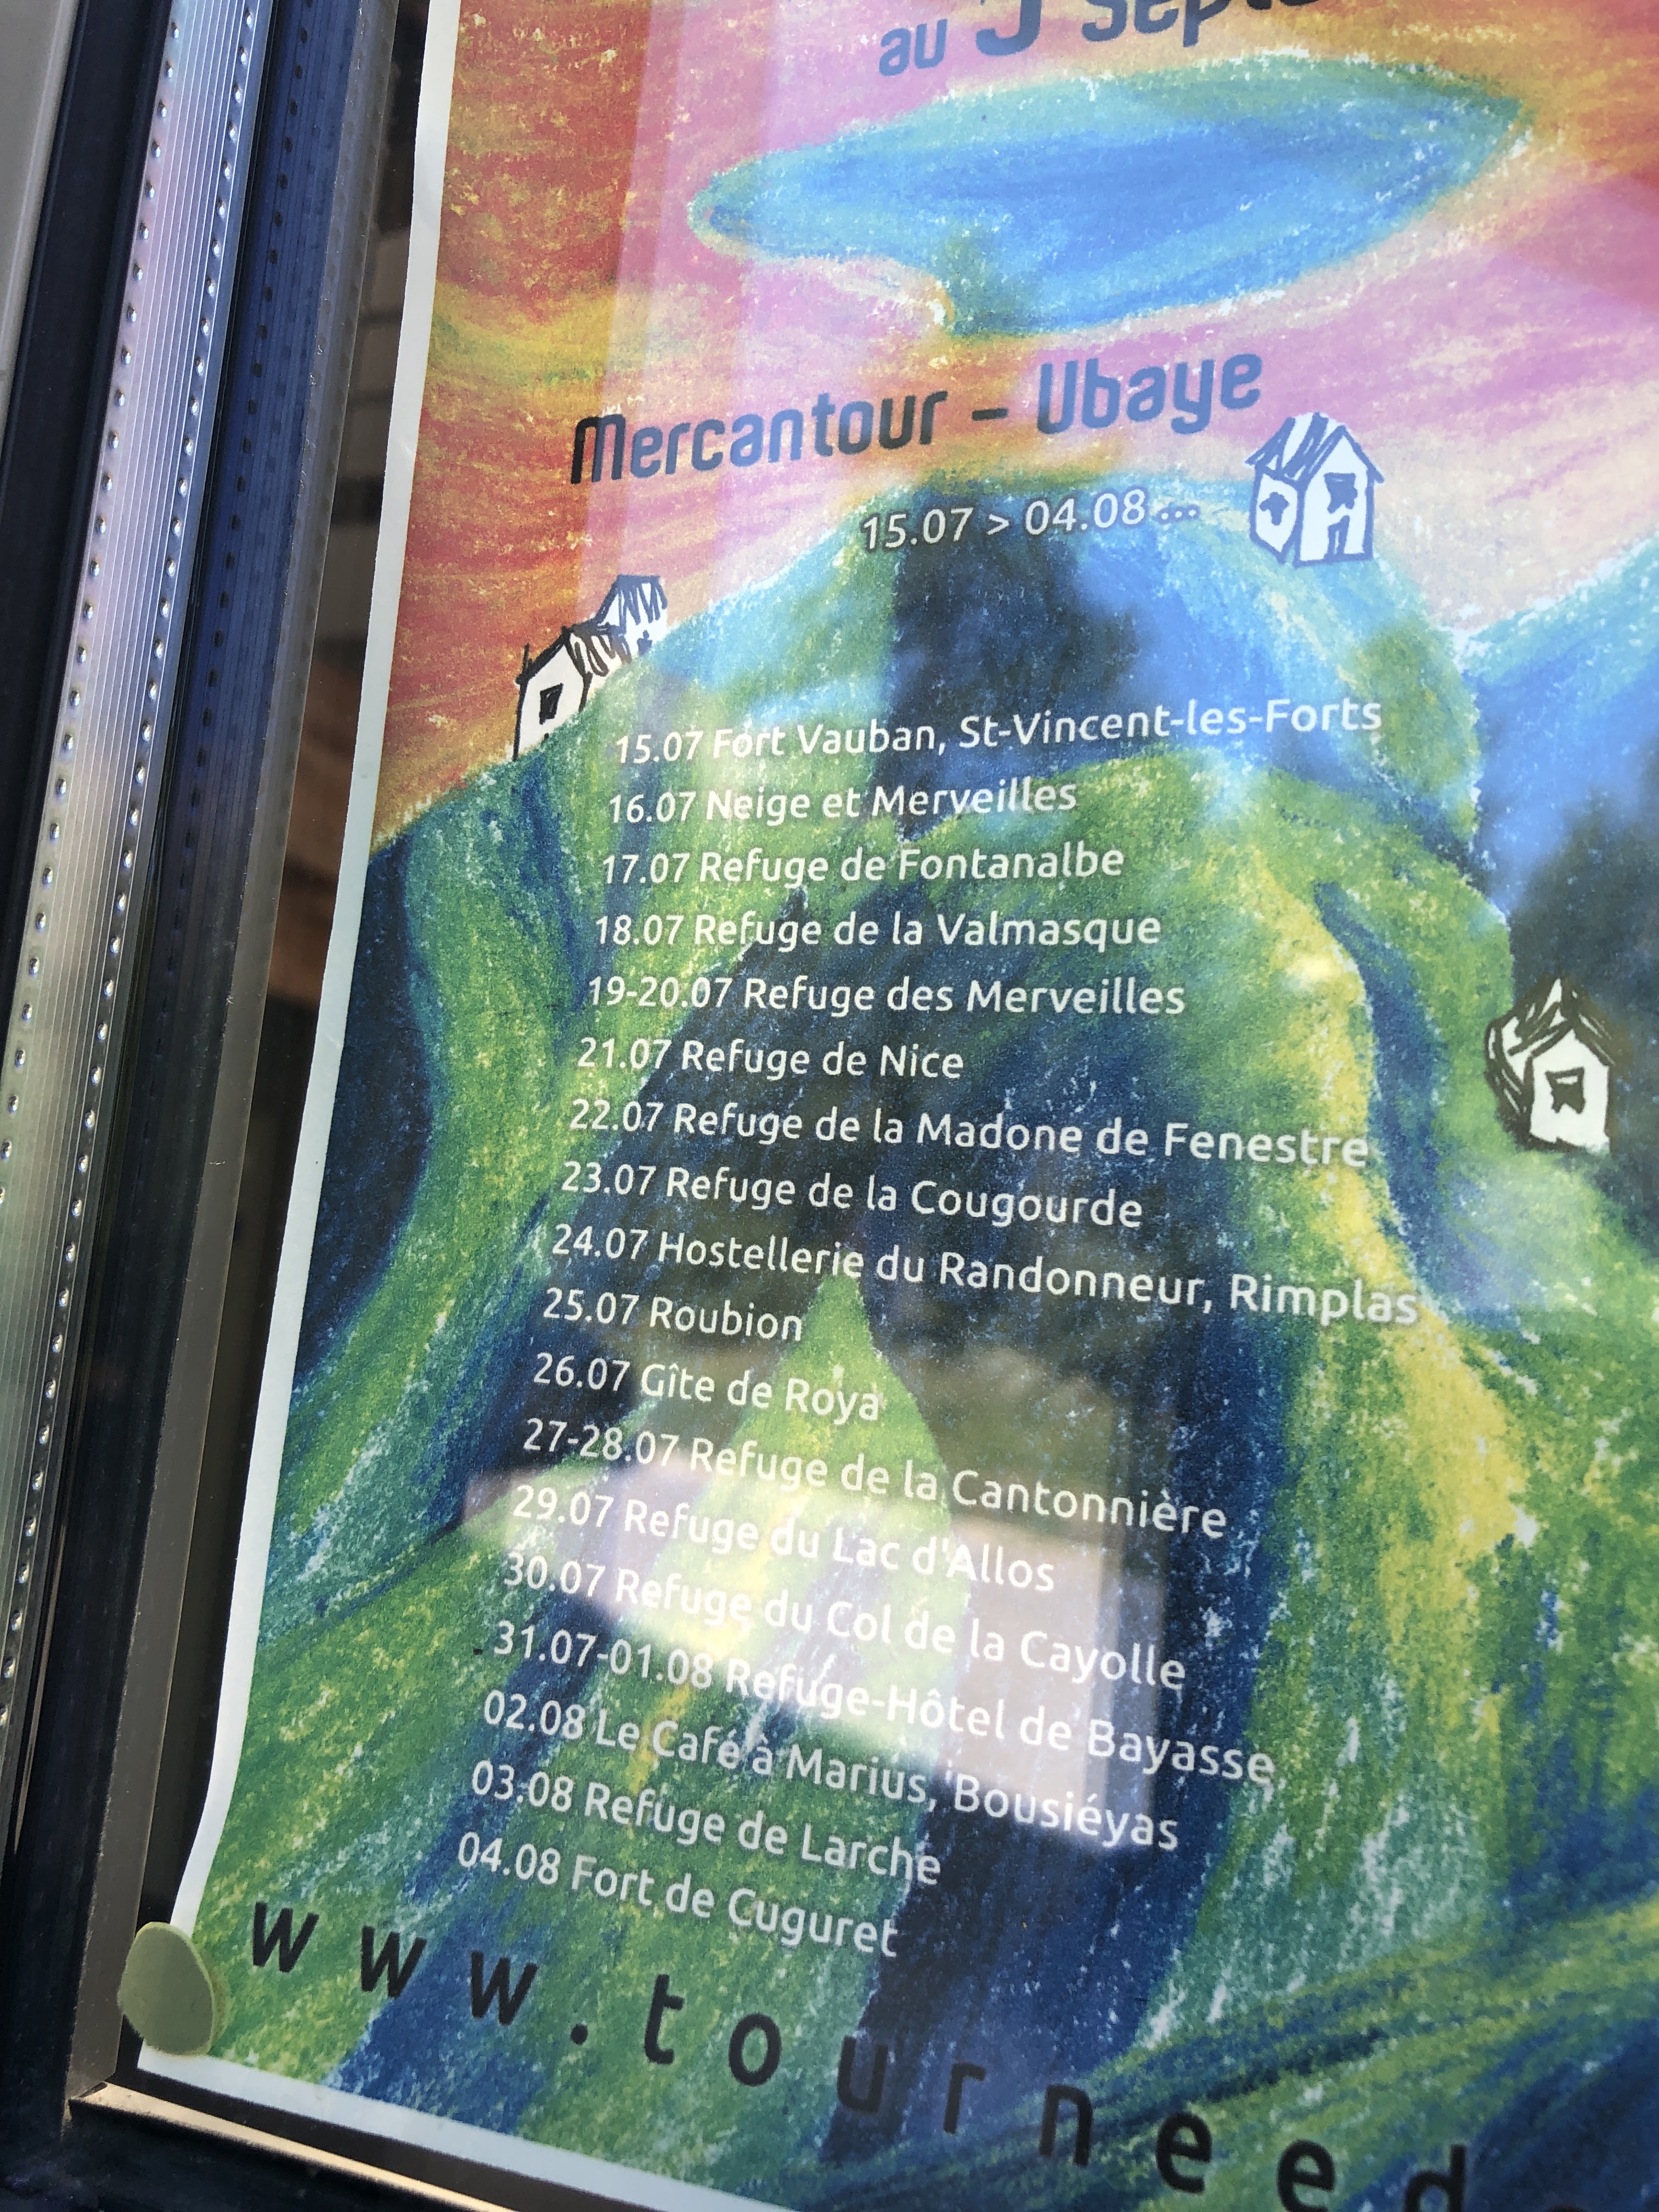 au
Mercantour - Ubaye
15.07 > 04.08 ...
15.07 Fort Vauban, St-Vincent-les-Forts
16.07 Neige et Merveilles
17.07 Refuge de Fontanalbe
18.07 Refuge de la Valmasque
19-20.07 Refuge des Merveilles
21.07 Refuge de Nice
22.07 Refuge de la Madone de Fenestre
23.07 Refuge de la Cougourde
24.07 Hostellerie du Randonneur, Rimplas
25.07 Roubion
26.07 Gîte de Roya
27-28.07 Refuge de la Cantonnière
29.07 Refuge du Lac d'Allos
30.07 Refuge du Col de la Cayolle
31.07-01.08 Refuge-Hôtel de Bayasse
02.08 Le Café à Marius, Bousiéyas
03.08 Refuge de Larche
04.08 Fort de Cuguret
www.tourneed